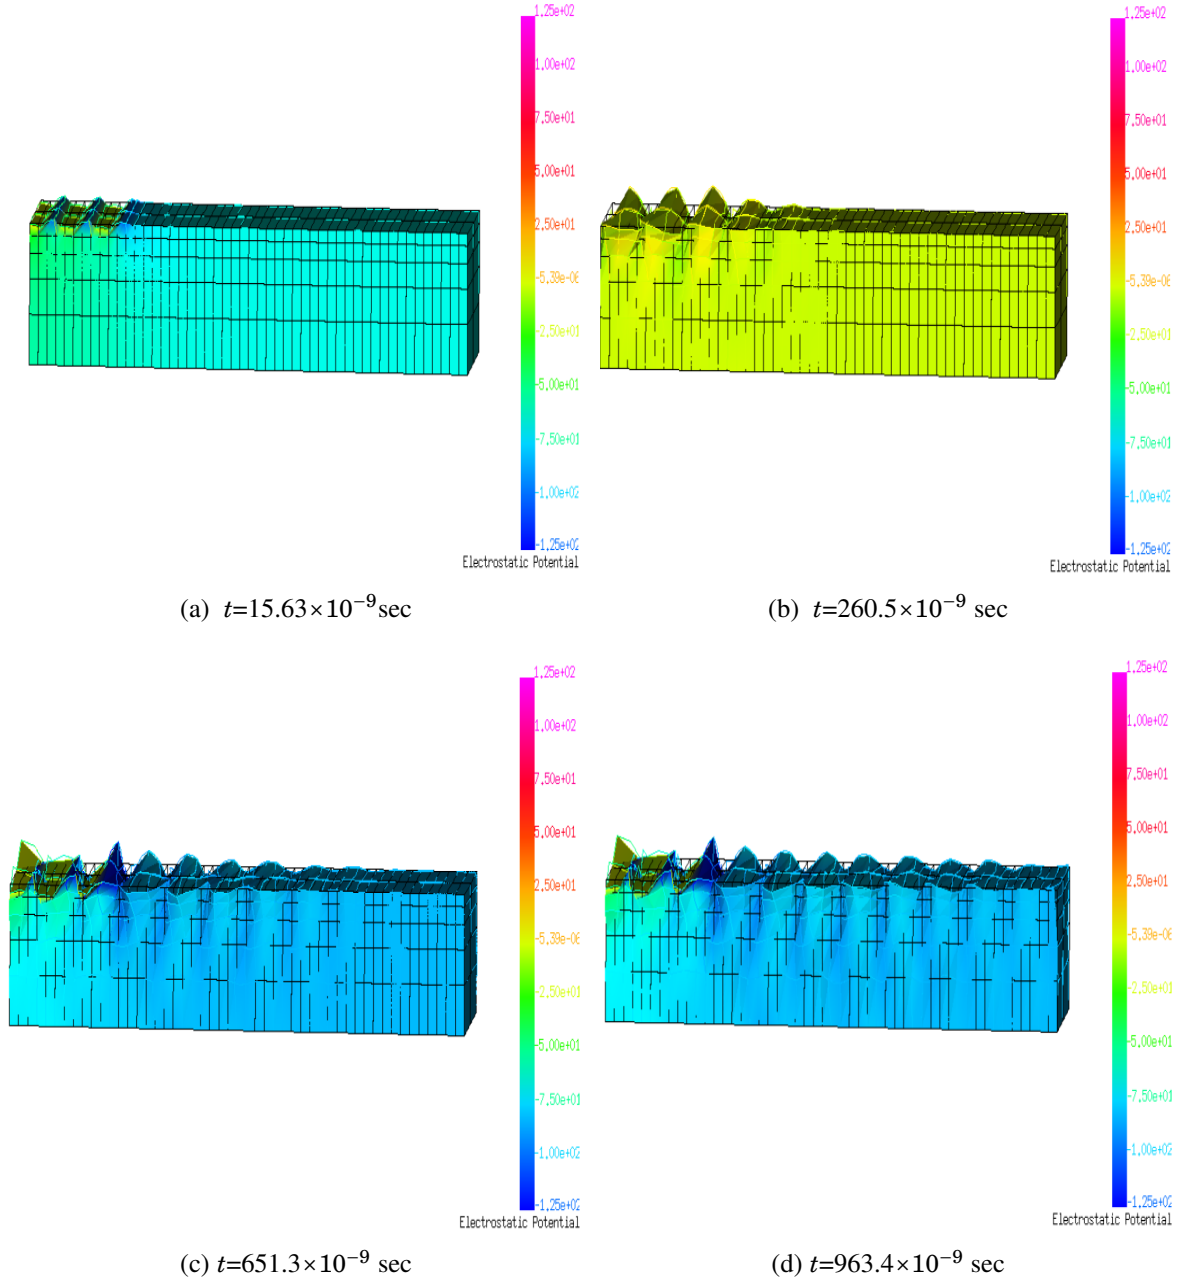 1.25e+02
1.00e+02
7.50e+01
5.00e+01
2.50e+01
-5.39e-06
-2.50e+01
-5.00e+01
-7.50e+01
-1.00e+02
-1.25e+02
Electrostatic Potential
(a) t=15.63×10⁻⁹sec
1.25e+02
1.00e+02
7.50e+01
5.00e+01
2.50e+01
-5.39e-06
-2.50e+01
-5.00e+01
-7.50e+01
-1.00e+02
-1.25e+02
Electrostatic Potential
(b) t=260.5×10⁻⁹ sec
1.25e+02
1.00e+02
7.50e+01
5.00e+01
2.50e+01
-5.39e-06
-2.50e+01
-5.00e+01
-7.50e+01
-1.00e+02
-1.25e+02
Electrostatic Potential
(c) t=651.3×10⁻⁹ sec
1.25e+02
1.00e+02
7.50e+01
5.00e+01
2.50e+01
-5.39e-06
-2.50e+01
-5.00e+01
-7.50e+01
-1.00e+02
-1.25e+02
Electrostatic Potential
(d) t=963.4×10⁻⁹ sec